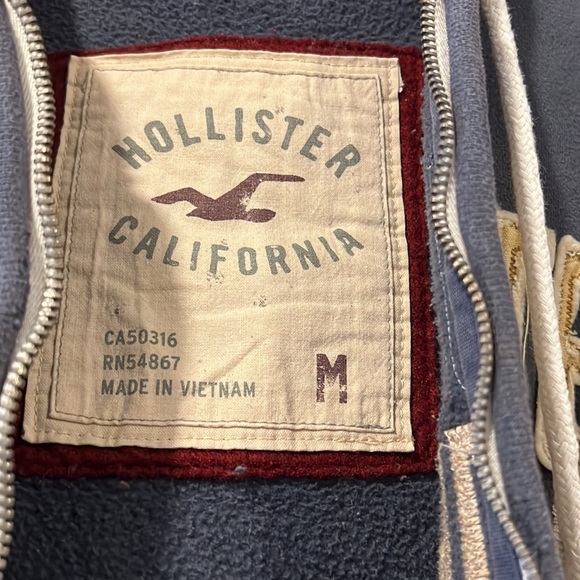 HOLLISTER
CALIFORNIA
CA50316
RN54867
MADE IN VIETNAM
M